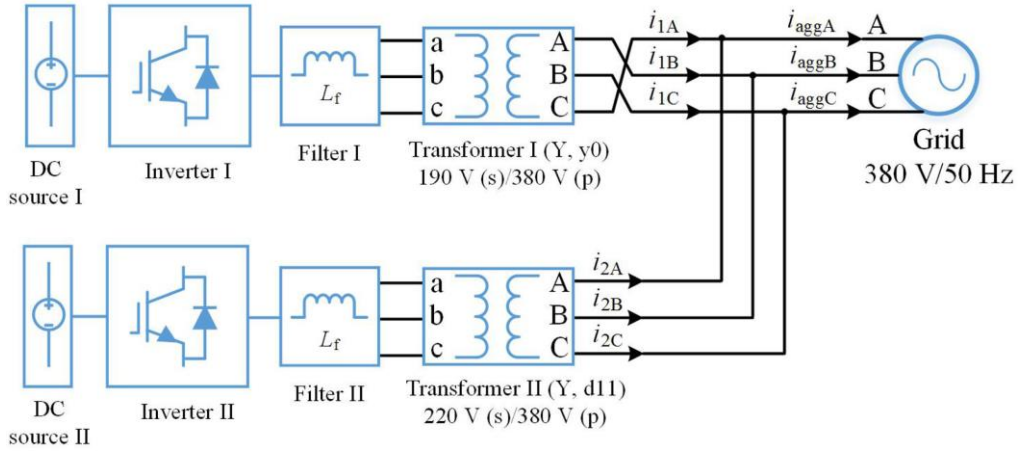 DC
source I
Inverter I
L_f
Filter I
a
b
c
A
B
C
Transformer I (Y, y0)
190 V (s)/380 V (p)
i_1A
i_1B
i_1C
i_aggA
i_aggB
i_aggC
A
B
C
Grid
380 V/50 Hz
DC
source II
Inverter II
L_f
Filter II
a
b
c
A
B
C
Transformer II (Y, d11)
220 V (s)/380 V (p)
i_2A
i_2B
i_2C